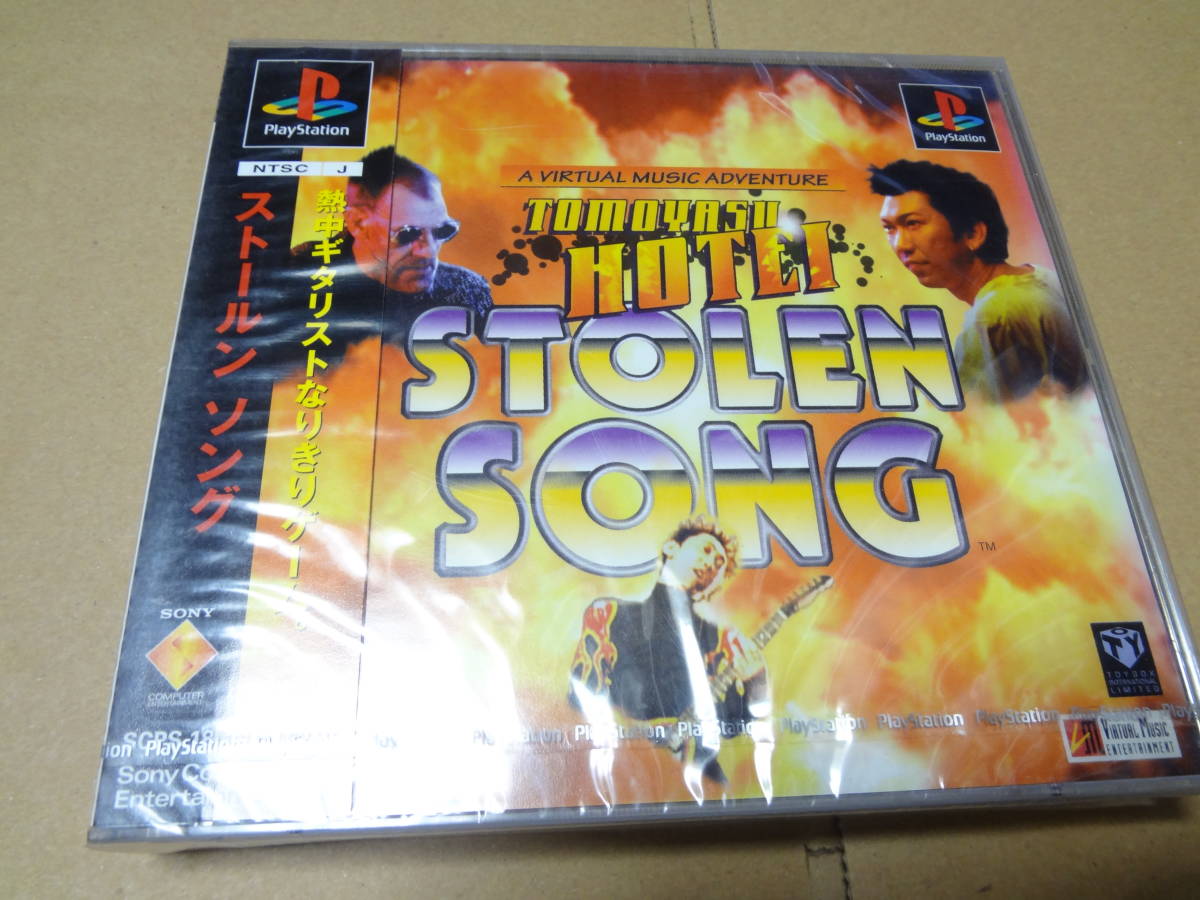 PlayStation
NTSC J
ストールン ソング
熱中ギタリストなりきりゲーム。
SONY
COMPUTER
ENTERTAINMENT
Sony Co
PlayStation
A VIRTUAL MUSIC ADVENTURE
TOMOYASU
HOTEI
STOLEN
SONG
TM
TOYBOX
INTERNATIONAL
LIMITED
PlayStation PlayStation PlayStation PlayStation PlayStation PlayStation
VIRTUAL MUSIC
ENTERTAINMENT